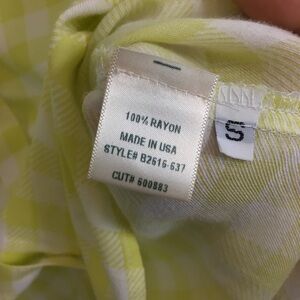 100% RAYON
MADE IN USA
STYLE# B2616-637
CUT# 600883
S